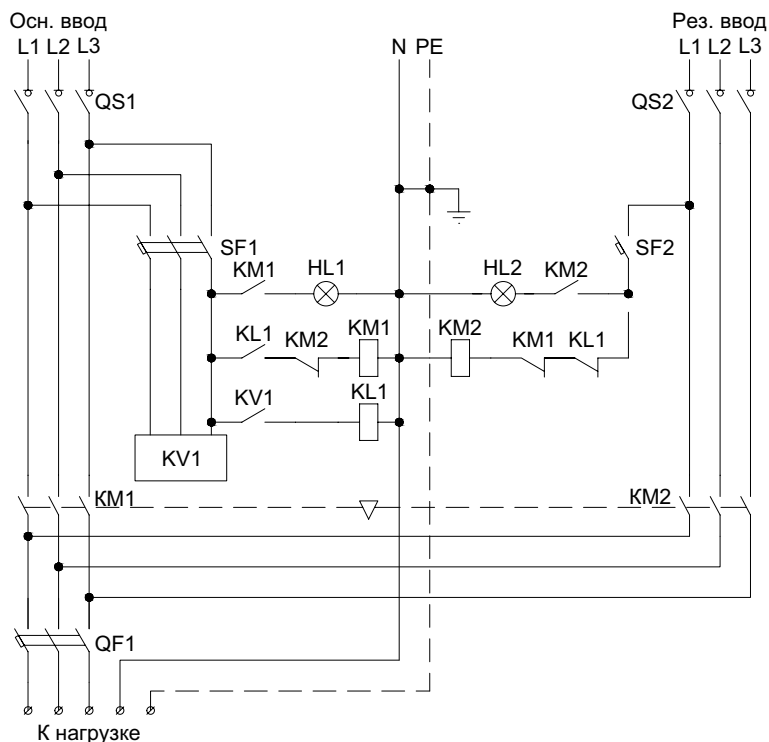 Осн. ввод
Рез. ввод
L1 L2 L3
N PE
L1 L2 L3
QS1
QS2
SF1
SF2
KM1
HL1
HL2
KM2
KL1
KM2
KM1
KM2
KM1
KL1
KV1
KL1
KV1
KM1
KM2
QF1
К нагрузке